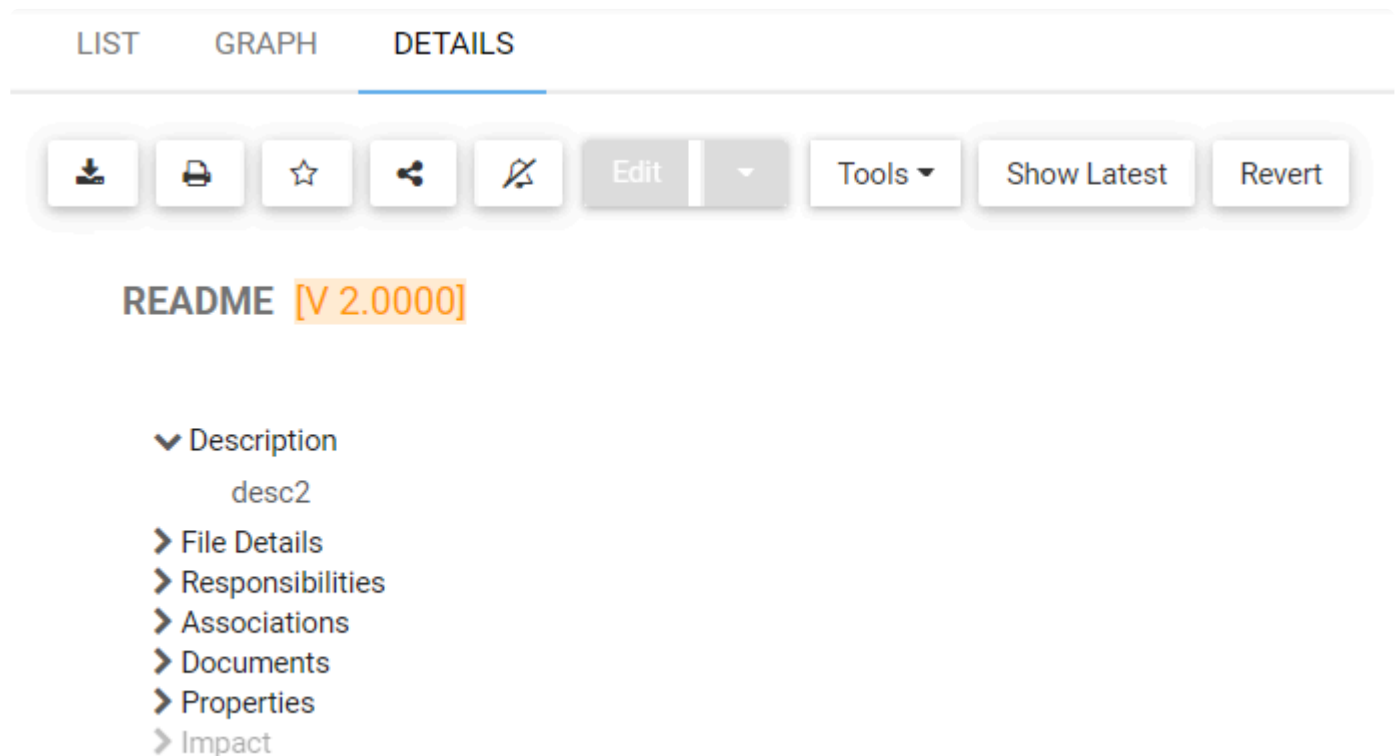 LIST GRAPH DETAILS
Edit Tools Show Latest Revert
README [V 2.0000]
Description
desc2
File Details
Responsibilities
Associations
Documents
Properties
Impact